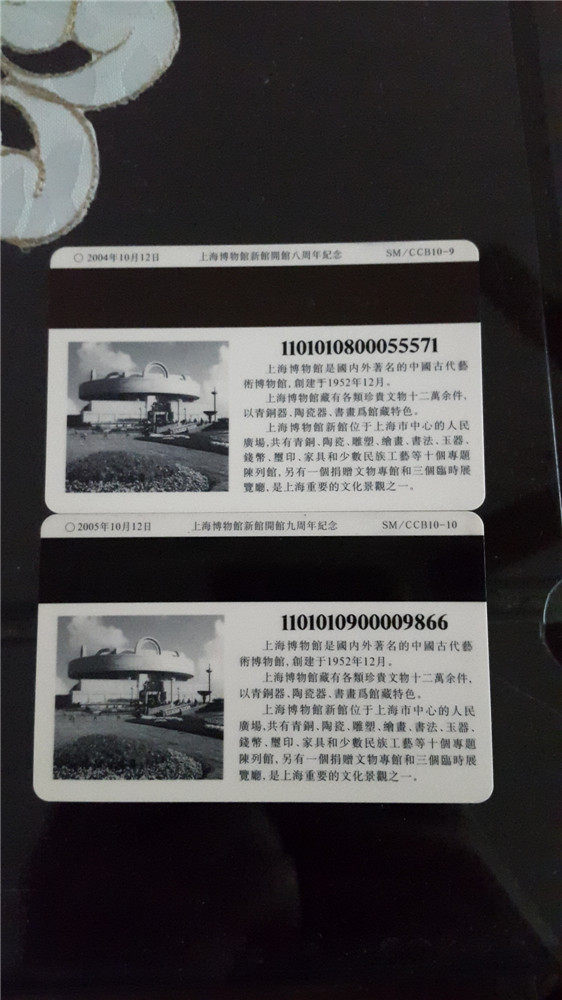 ○ 2004年10月12日 上海博物館新館開館八周年紀念 SM/CCB10-9
1101010800055571
上海博物館是國内外著名的中國古代藝
術博物館,創建于1952年12月。
上海博物館藏有各類珍貴文物十二萬余件,
以青銅器、陶瓷器、書畫爲館藏特色。
上海博物館新館位于上海市中心的人民
廣場,共有青銅、陶瓷、雕塑、繪畫、書法、玉器、
錢幣、璽印、家具和少數民族工藝等十個專題
陳列館,另有一個捐贈文物專館和三個臨時展
覽廳,是上海重要的文化景觀之一。
○ 2005年10月12日 上海博物館新館開館九周年紀念 SM/CCB10-10
1101010900009866
上海博物館是國内外著名的中國古代藝
術博物館,創建于1952年12月。
上海博物館藏有各類珍貴文物十二萬余件,
以青銅器、陶瓷器、書畫爲館藏特色。
上海博物館新館位于上海市中心的人民
廣場,共有青銅、陶瓷、雕塑、繪畫、書法、玉器、
錢幣、璽印、家具和少數民族工藝等十個專題
陳列館,另有一個捐贈文物專館和三個臨時展
覽廳,是上海重要的文化景觀之一。